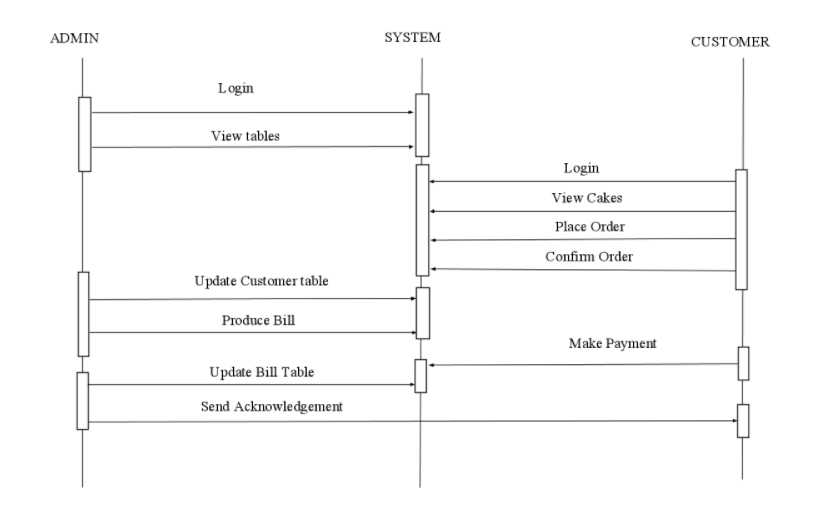 ADMIN
SYSTEM
CUSTOMER
Login
View tables
Login
View Cakes
Place Order
Confirm Order
Update Customer table
Produce Bill
Make Payment
Update Bill Table
Send Acknowledgement